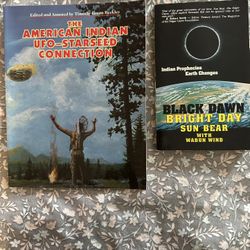 Edited and Assembled by Timothy Green Beckley
THE
AMERICAN INDIAN
UFO-STARSEED
CONNECTION
Indian Prophecies
Earth Changes
BLACK DAWN
BRIGHT DAY
SUN BEAR
WITH
WABUN WIND